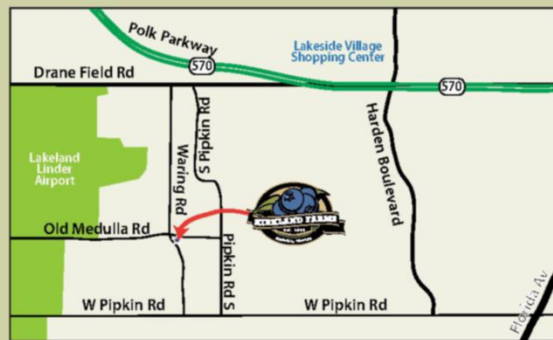 Polk Parkway
570
Lakeside Village
Shopping Center
Drane Field Rd
570
Lakeland
Linder
Airport
Waring Rd
S Pipkin Rd
Harden Boulevard
KIRKLAND FARMS
Old Medulla Rd
Pipkin Rd S
W Pipkin Rd
W Pipkin Rd
Florida Av